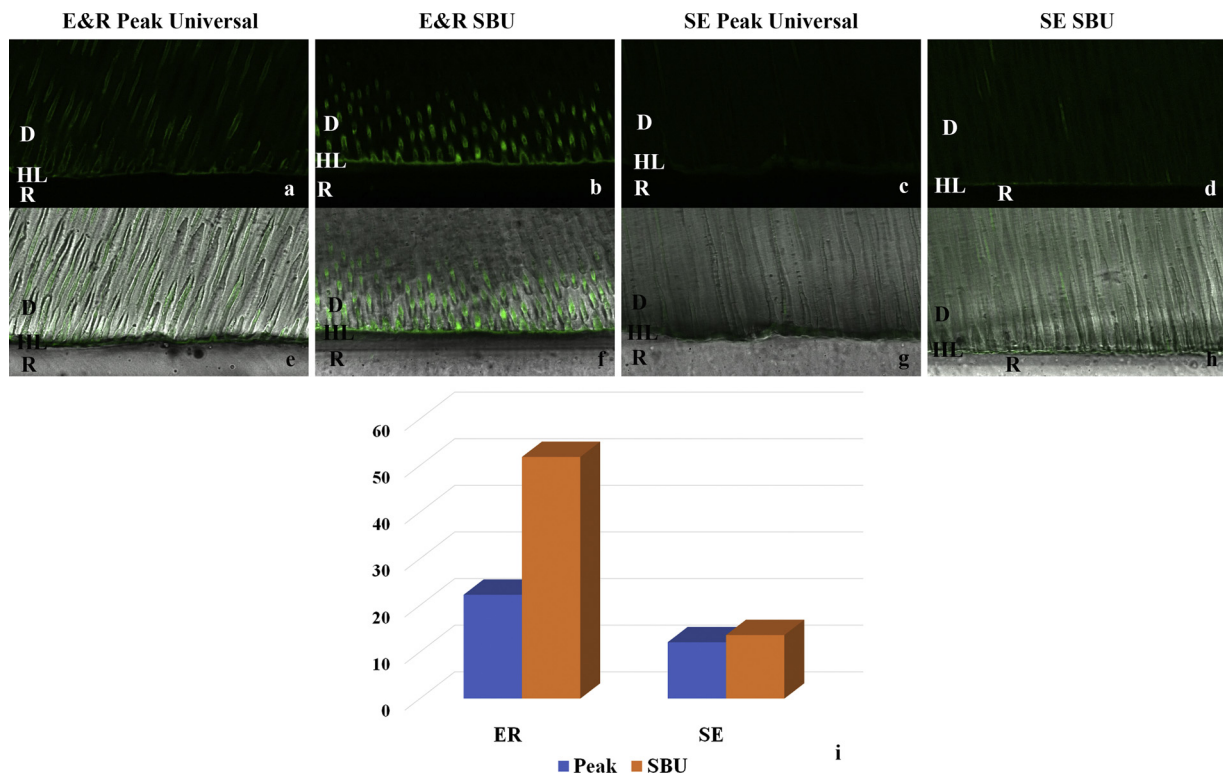 E&R Peak Universal
E&R SBU
SE Peak Universal
SE SBU
D
HL
R
a
D
HL
R
b
D
HL
R
c
D
HL
R
d
D
HL
R
e
D
HL
R
f
D
HL
R
g
D
HL
R
h
60
50
40
30
20
10
0
ER
SE
Peak
SBU
i